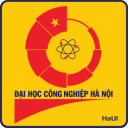 ĐẠI HỌC CÔNG NGHIỆP HÀ NỘI
HaUI